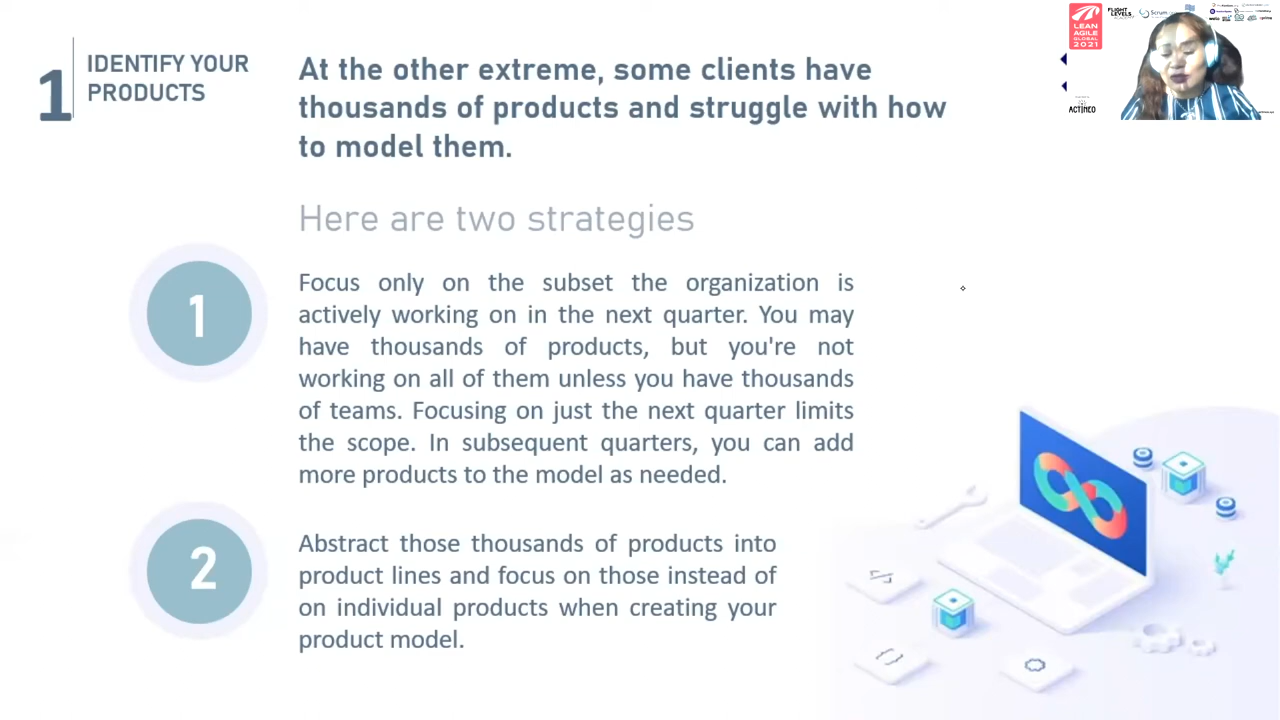 1
IDENTIFY YOUR
PRODUCTS
At the other extreme, some clients have
thousands of products and struggle with how
to model them.
Here are two strategies
1
Focus only on the subset the organization is
actively working on in the next quarter. You may
have thousands of products, but you're not
working on all of them unless you have thousands
of teams. Focusing on just the next quarter limits
the scope. In subsequent quarters, you can add
more products to the model as needed.
2
Abstract those thousands of products into
product lines and focus on those instead of
on individual products when creating your
product model.
LEAN
AGILE
GLOBAL
2021
FLIGHT
LEVELS
ACADEMY
Scrum
ACTINEO